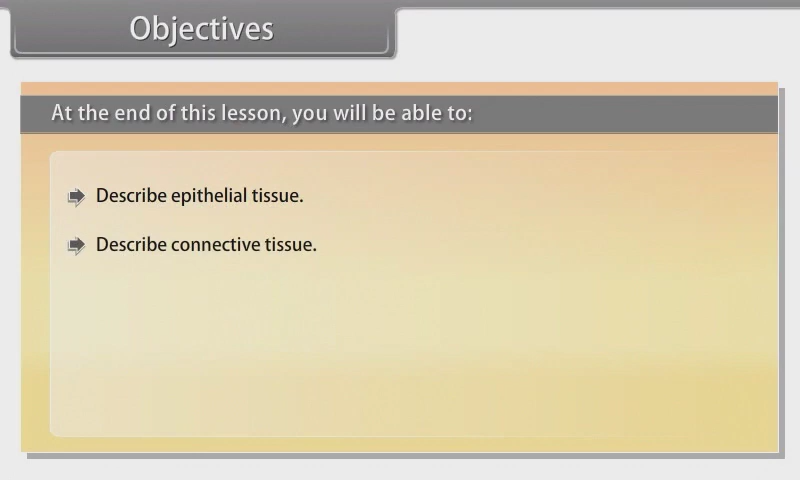 Objectives
At the end of this lesson, you will be able to:
Describe epithelial tissue.
Describe connective tissue.